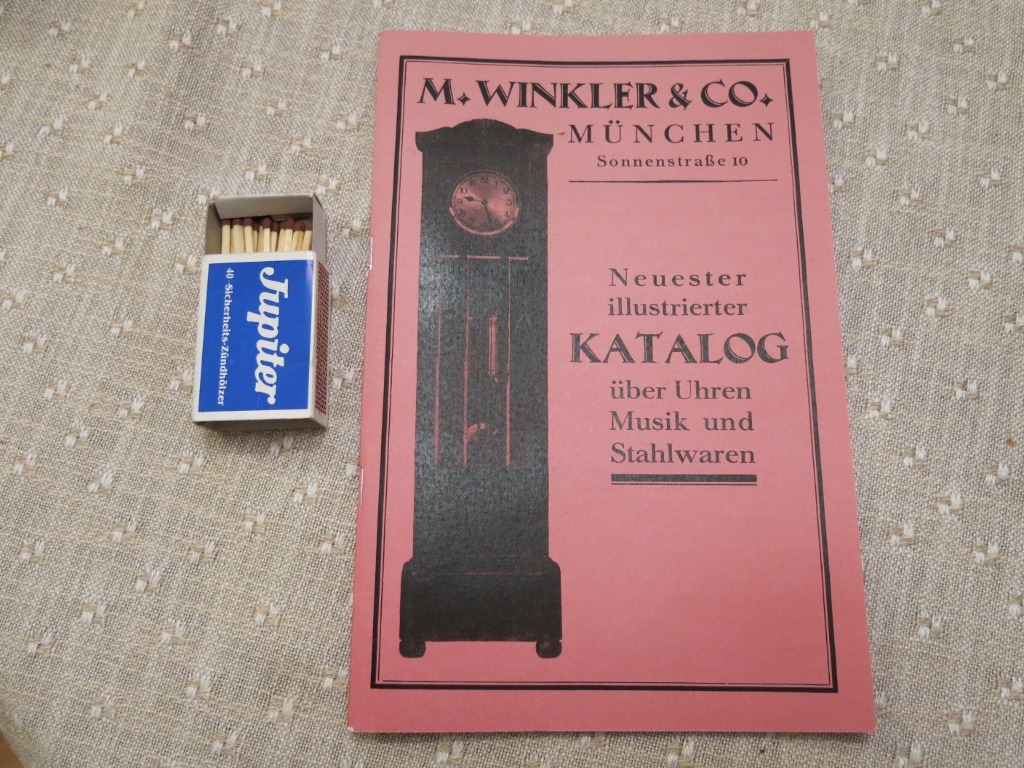 M. WINKLER & CO.
MÜNCHEN
Sonnenstraße 10
Neuester
illustrierter
KATALOG
über Uhren
Musik und
Stahlwaren
Jupiter
40 Sicherheits-Zündhölzer